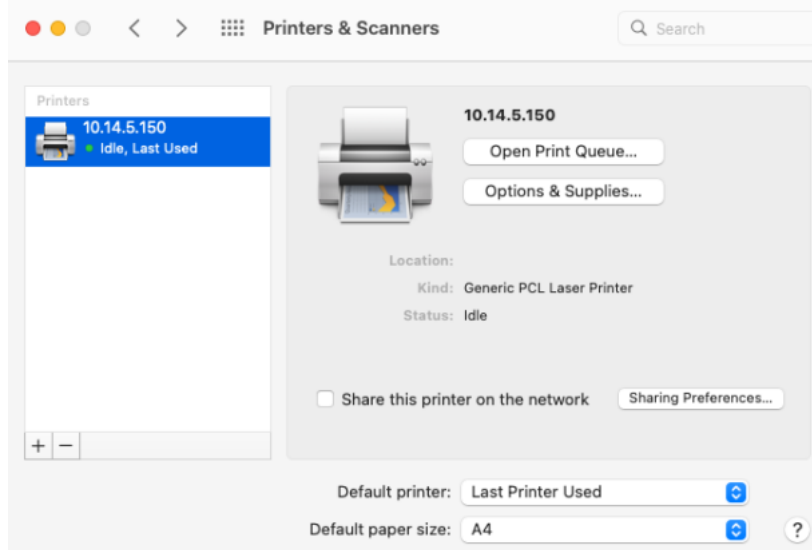 Printers & Scanners
Search
Printers
10.14.5.150
Idle, Last Used
10.14.5.150
Open Print Queue...
Options & Supplies...
Location:
Kind: Generic PCL Laser Printer
Status: Idle
Share this printer on the network
Sharing Preferences...
+ −
Default printer: Last Printer Used
Default paper size: A4
?